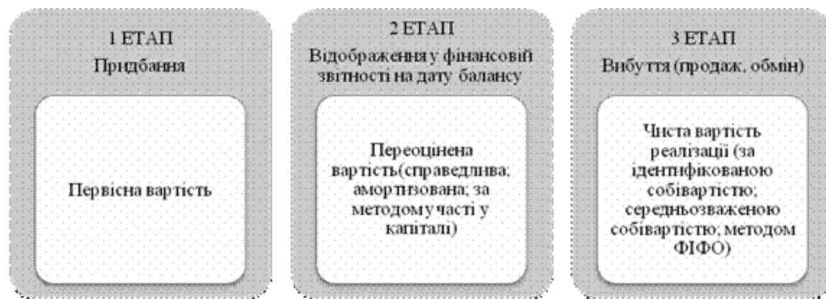 1 ЕТАП
Придбання
Первісна вартість
2 ЕТАП
Відображення у фінансовій
звітності на дату балансу
Переоцінена
вартість(справедлива;
амортизована; за
методом участі у
капіталі)
3 ЕТАП
Вибуття (продаж, обмін)
Чиста вартість
реалізації (за
ідентифікованою
собівартістю;
середньозваженою
собівартістю; методом
ФІФО)